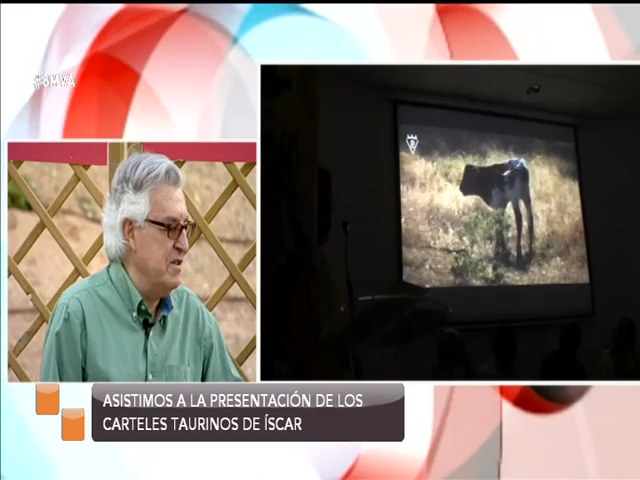 ASISTIMOS A LA PRESENTACIÓN DE LOS
CARTELES TAURINOS DE ÍSCAR